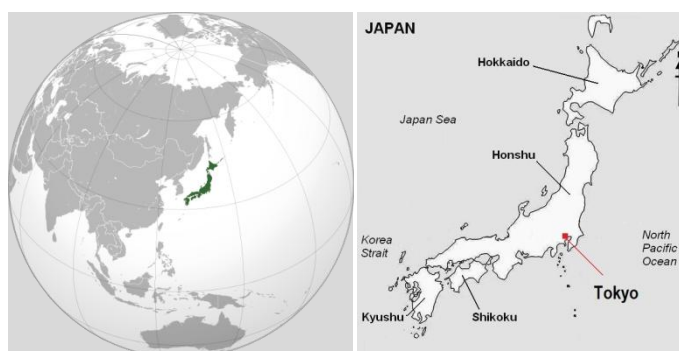 JAPAN
Hokkaido
Japan Sea
Honshu
Korea
Strait
North
Pacific
Ocean
Tokyo
Kyushu
Shikoku